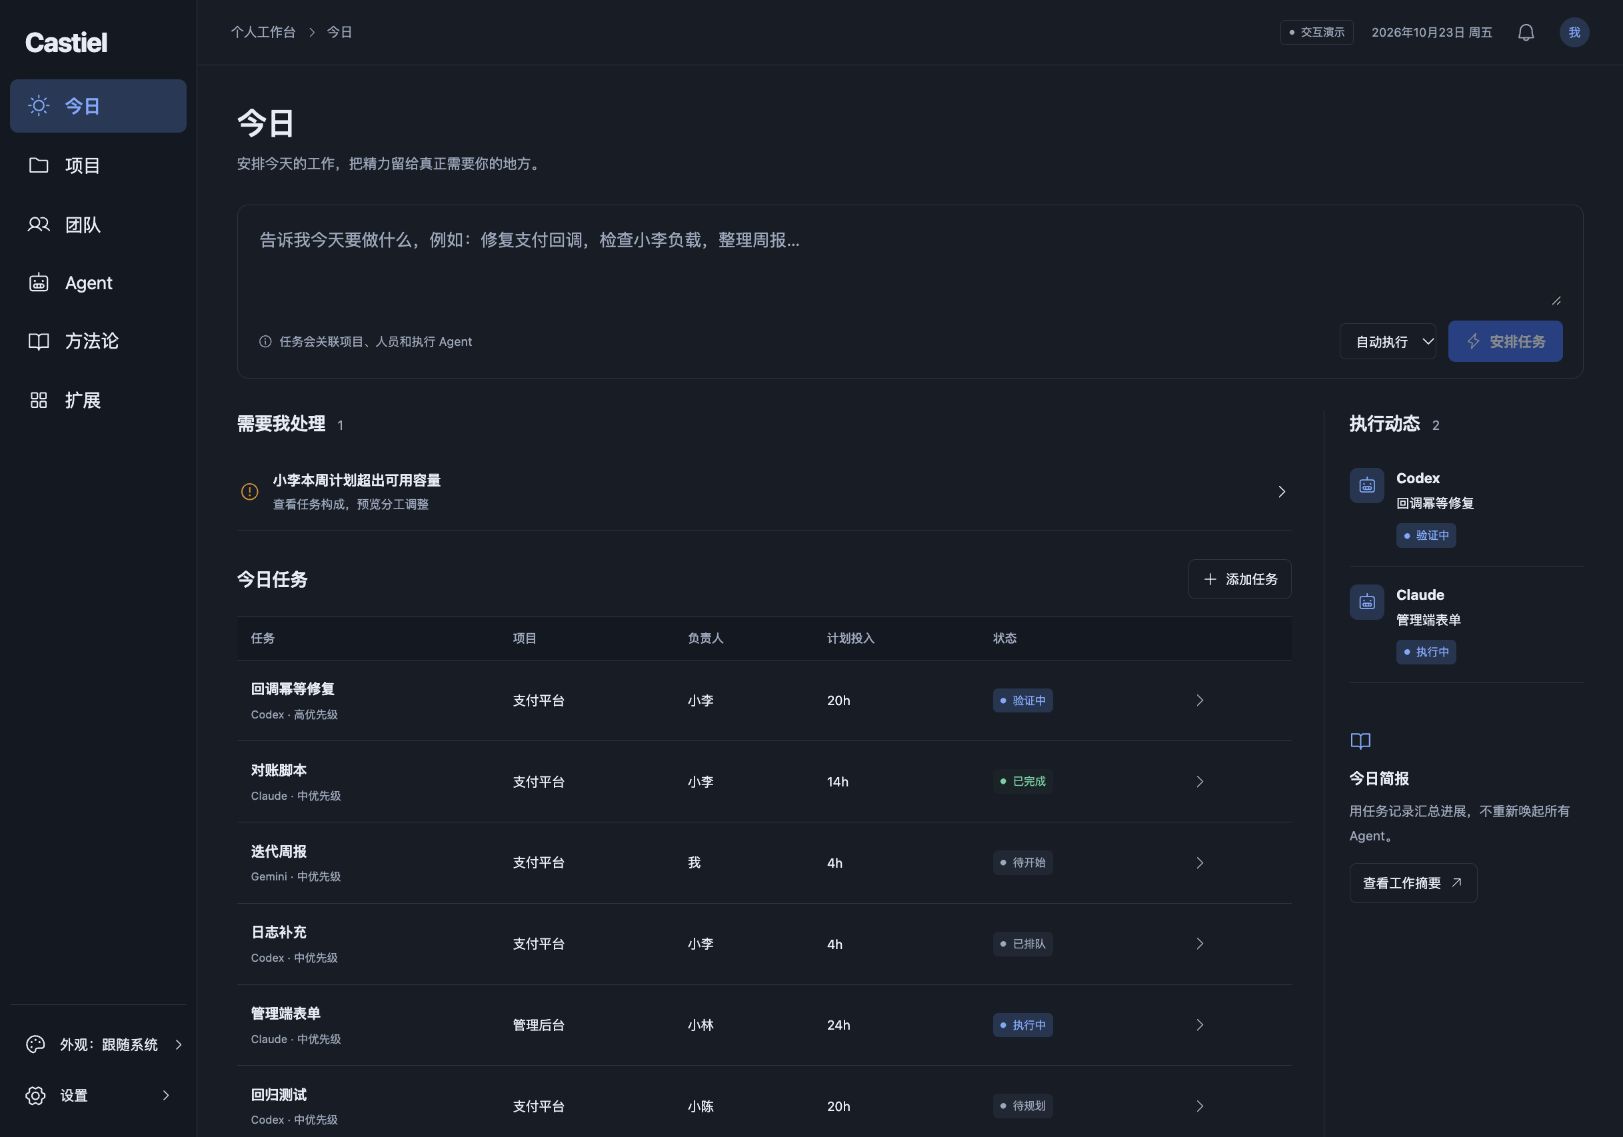 Castiel
今日
项目
团队
Agent
方法论
扩展
外观：跟随系统
设置
个人工作台 > 今日
交互演示
2026年10月23日 周五
我
今日
安排今天的工作，把精力留给真正需要你的地方。
告诉我今天要做什么，例如：修复支付回调，检查小李负载，整理周报...
任务会关联项目、人员和执行 Agent
自动执行
安排任务
需要我处理 1
小李本周计划超出可用容量
查看任务构成，预览分工调整
今日任务
添加任务
任务 项目 负责人 计划投入 状态
回调幂等修复
Codex · 高优先级
支付平台 小李 20h 验证中
对账脚本
Claude · 中优先级
支付平台 小李 14h 已完成
迭代周报
Gemini · 中优先级
支付平台 我 4h 待开始
日志补充
Codex · 中优先级
支付平台 小李 4h 已排队
管理端表单
Claude · 中优先级
管理后台 小林 24h 执行中
回归测试
Codex · 中优先级
支付平台 小陈 20h 待规划
执行动态 2
Codex
回调幂等修复
验证中
Claude
管理端表单
执行中
今日简报
用任务记录汇总进展，不重新唤起所有
Agent。
查看工作摘要